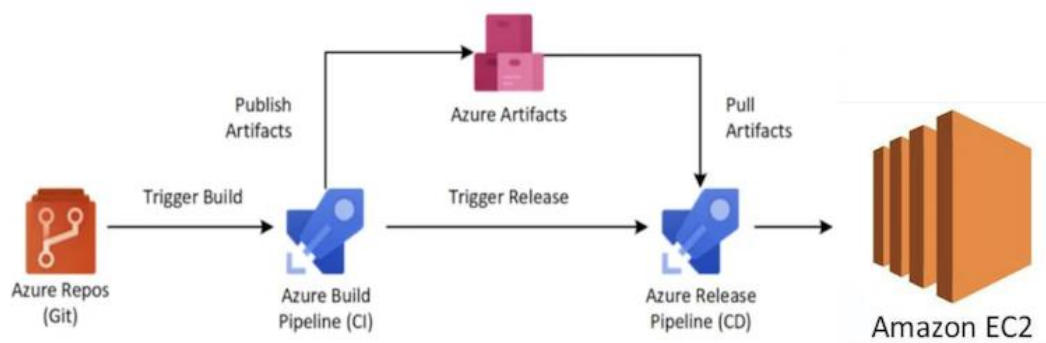 Publish
Artifacts
Azure Artifacts
Pull
Artifacts
Trigger Build
Trigger Release
Azure Repos
(Git)
Azure Build
Pipeline (CI)
Azure Release
Pipeline (CD)
Amazon EC2